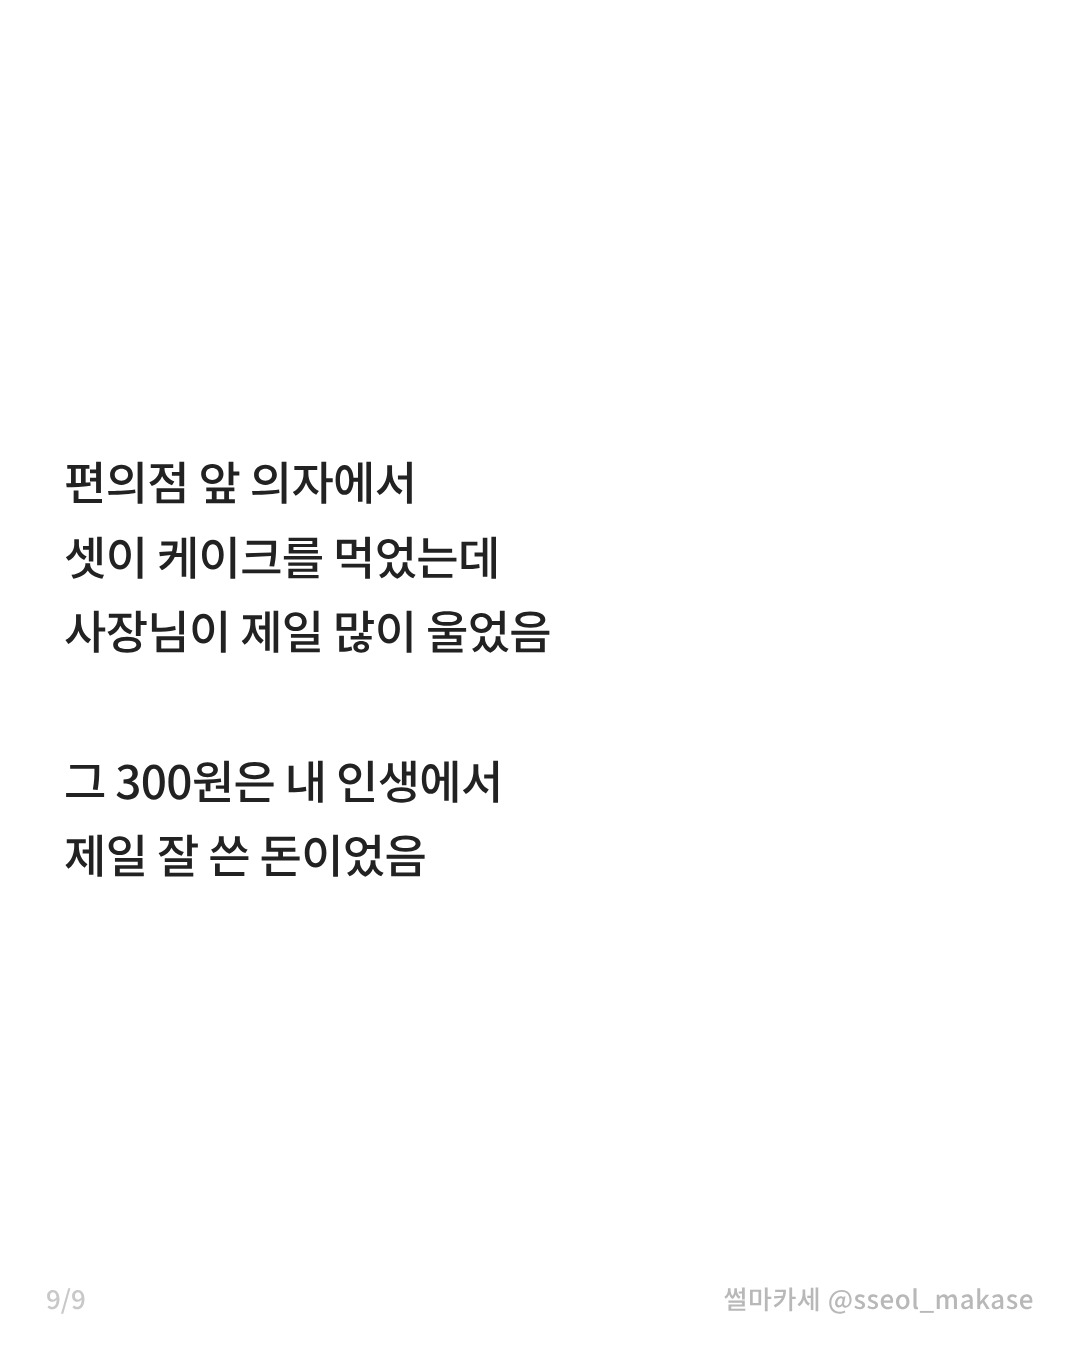 편의점 앞 의자에서
셋이 케이크를 먹었는데
사장님이 제일 많이 울었음
그 300원은 내 인생에서
제일 잘 쓴 돈이었음
9/9
썰마카세 @sseol_makase